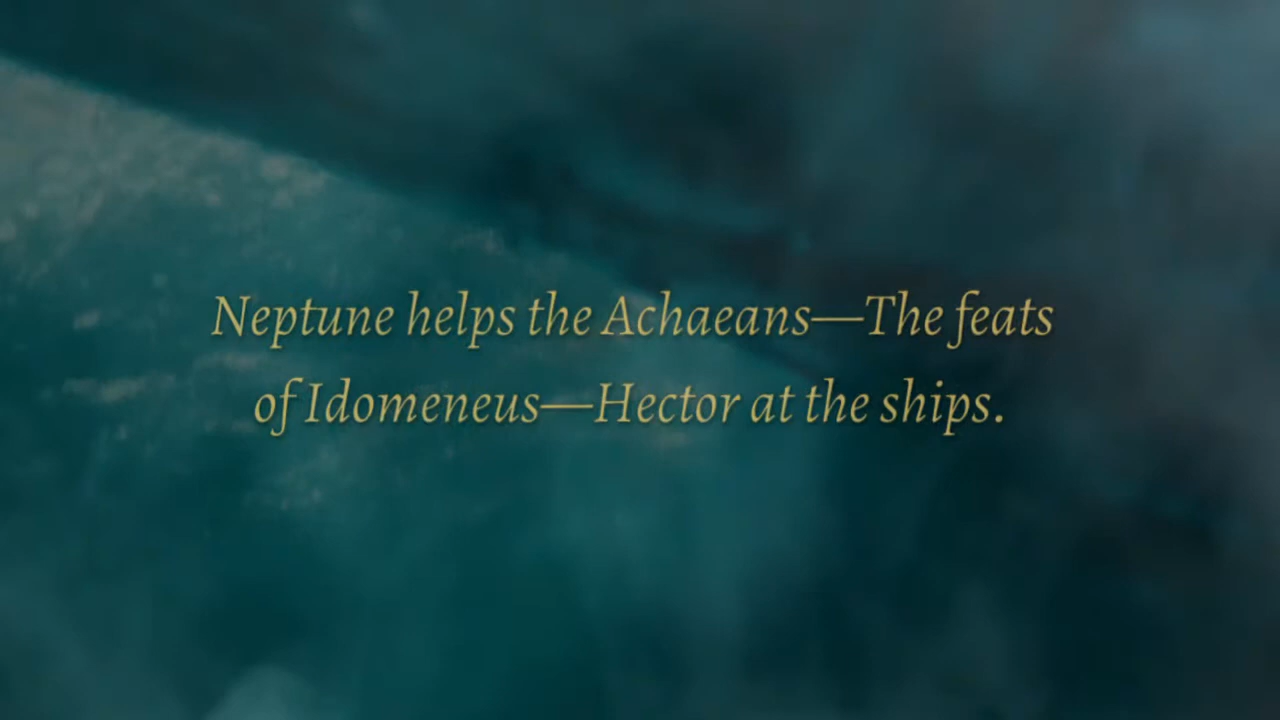 Neptune helps the Achaeans—The feats
of Idomeneus—Hector at the ships.